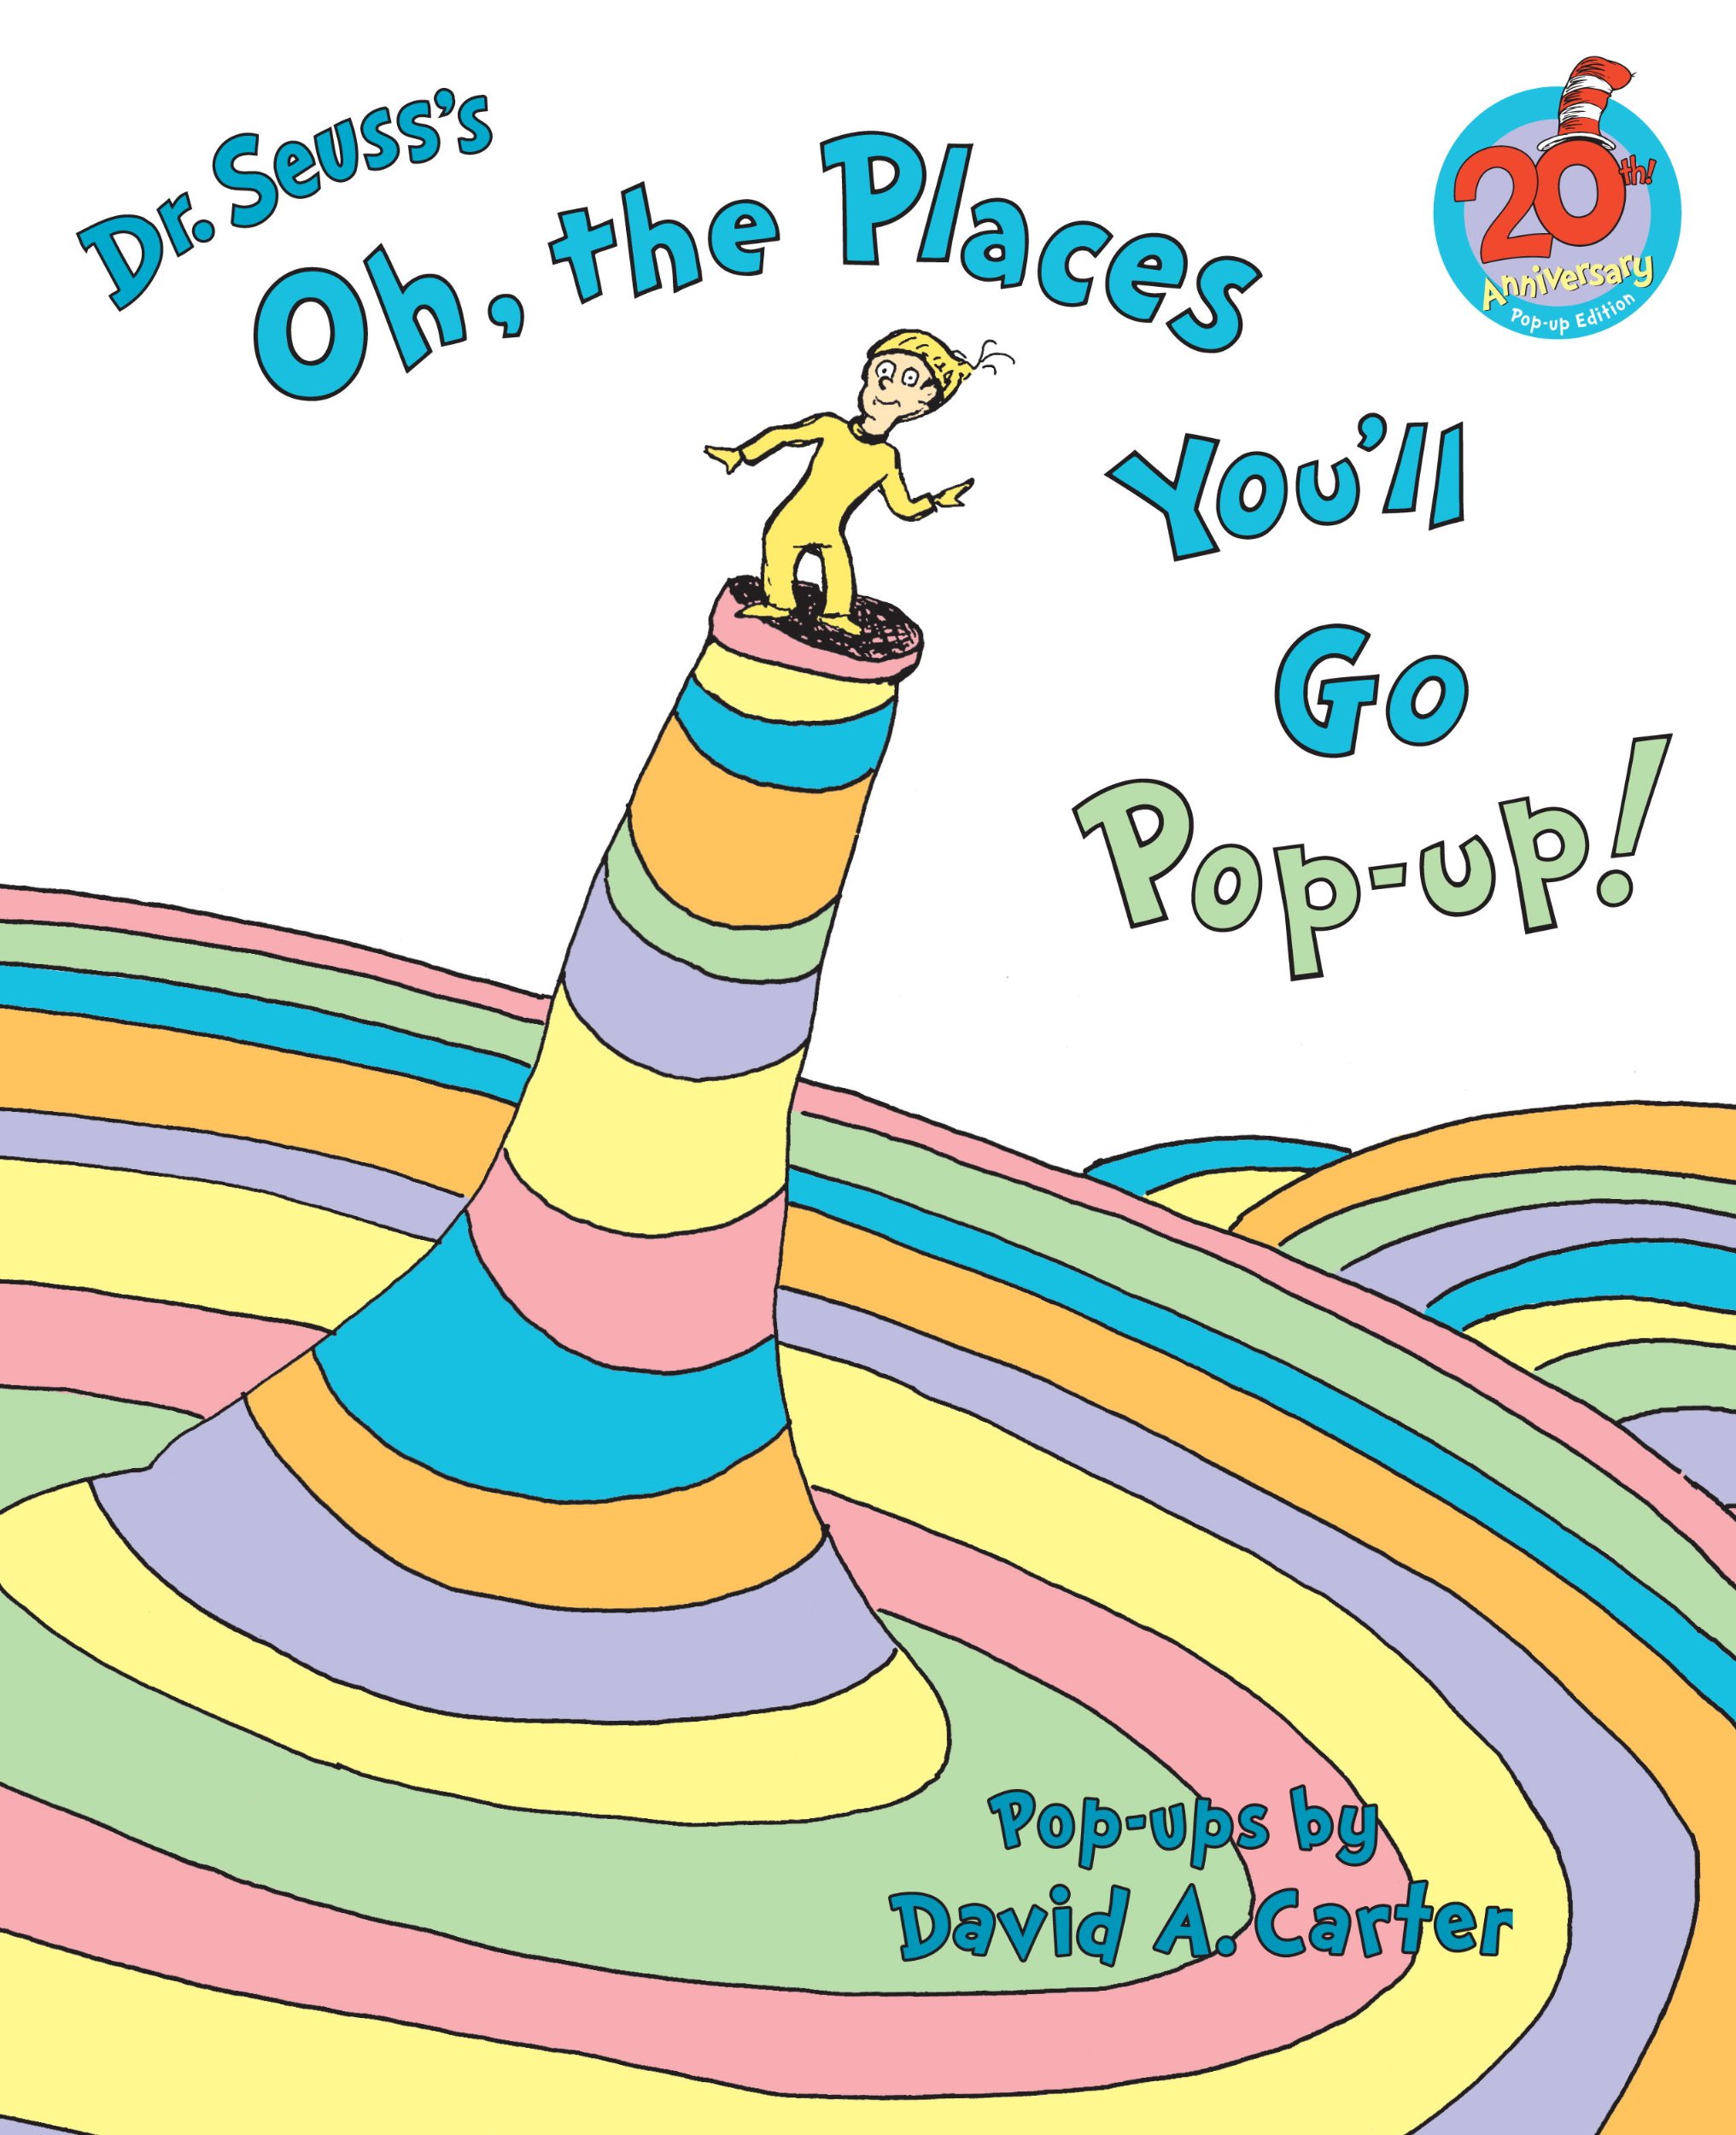 Dr. Seuss's
Oh, the Places
You'll
Go
Pop-up!
20th!
Anniversary
Pop-up Edition
Pop-ups by
David A. Carter